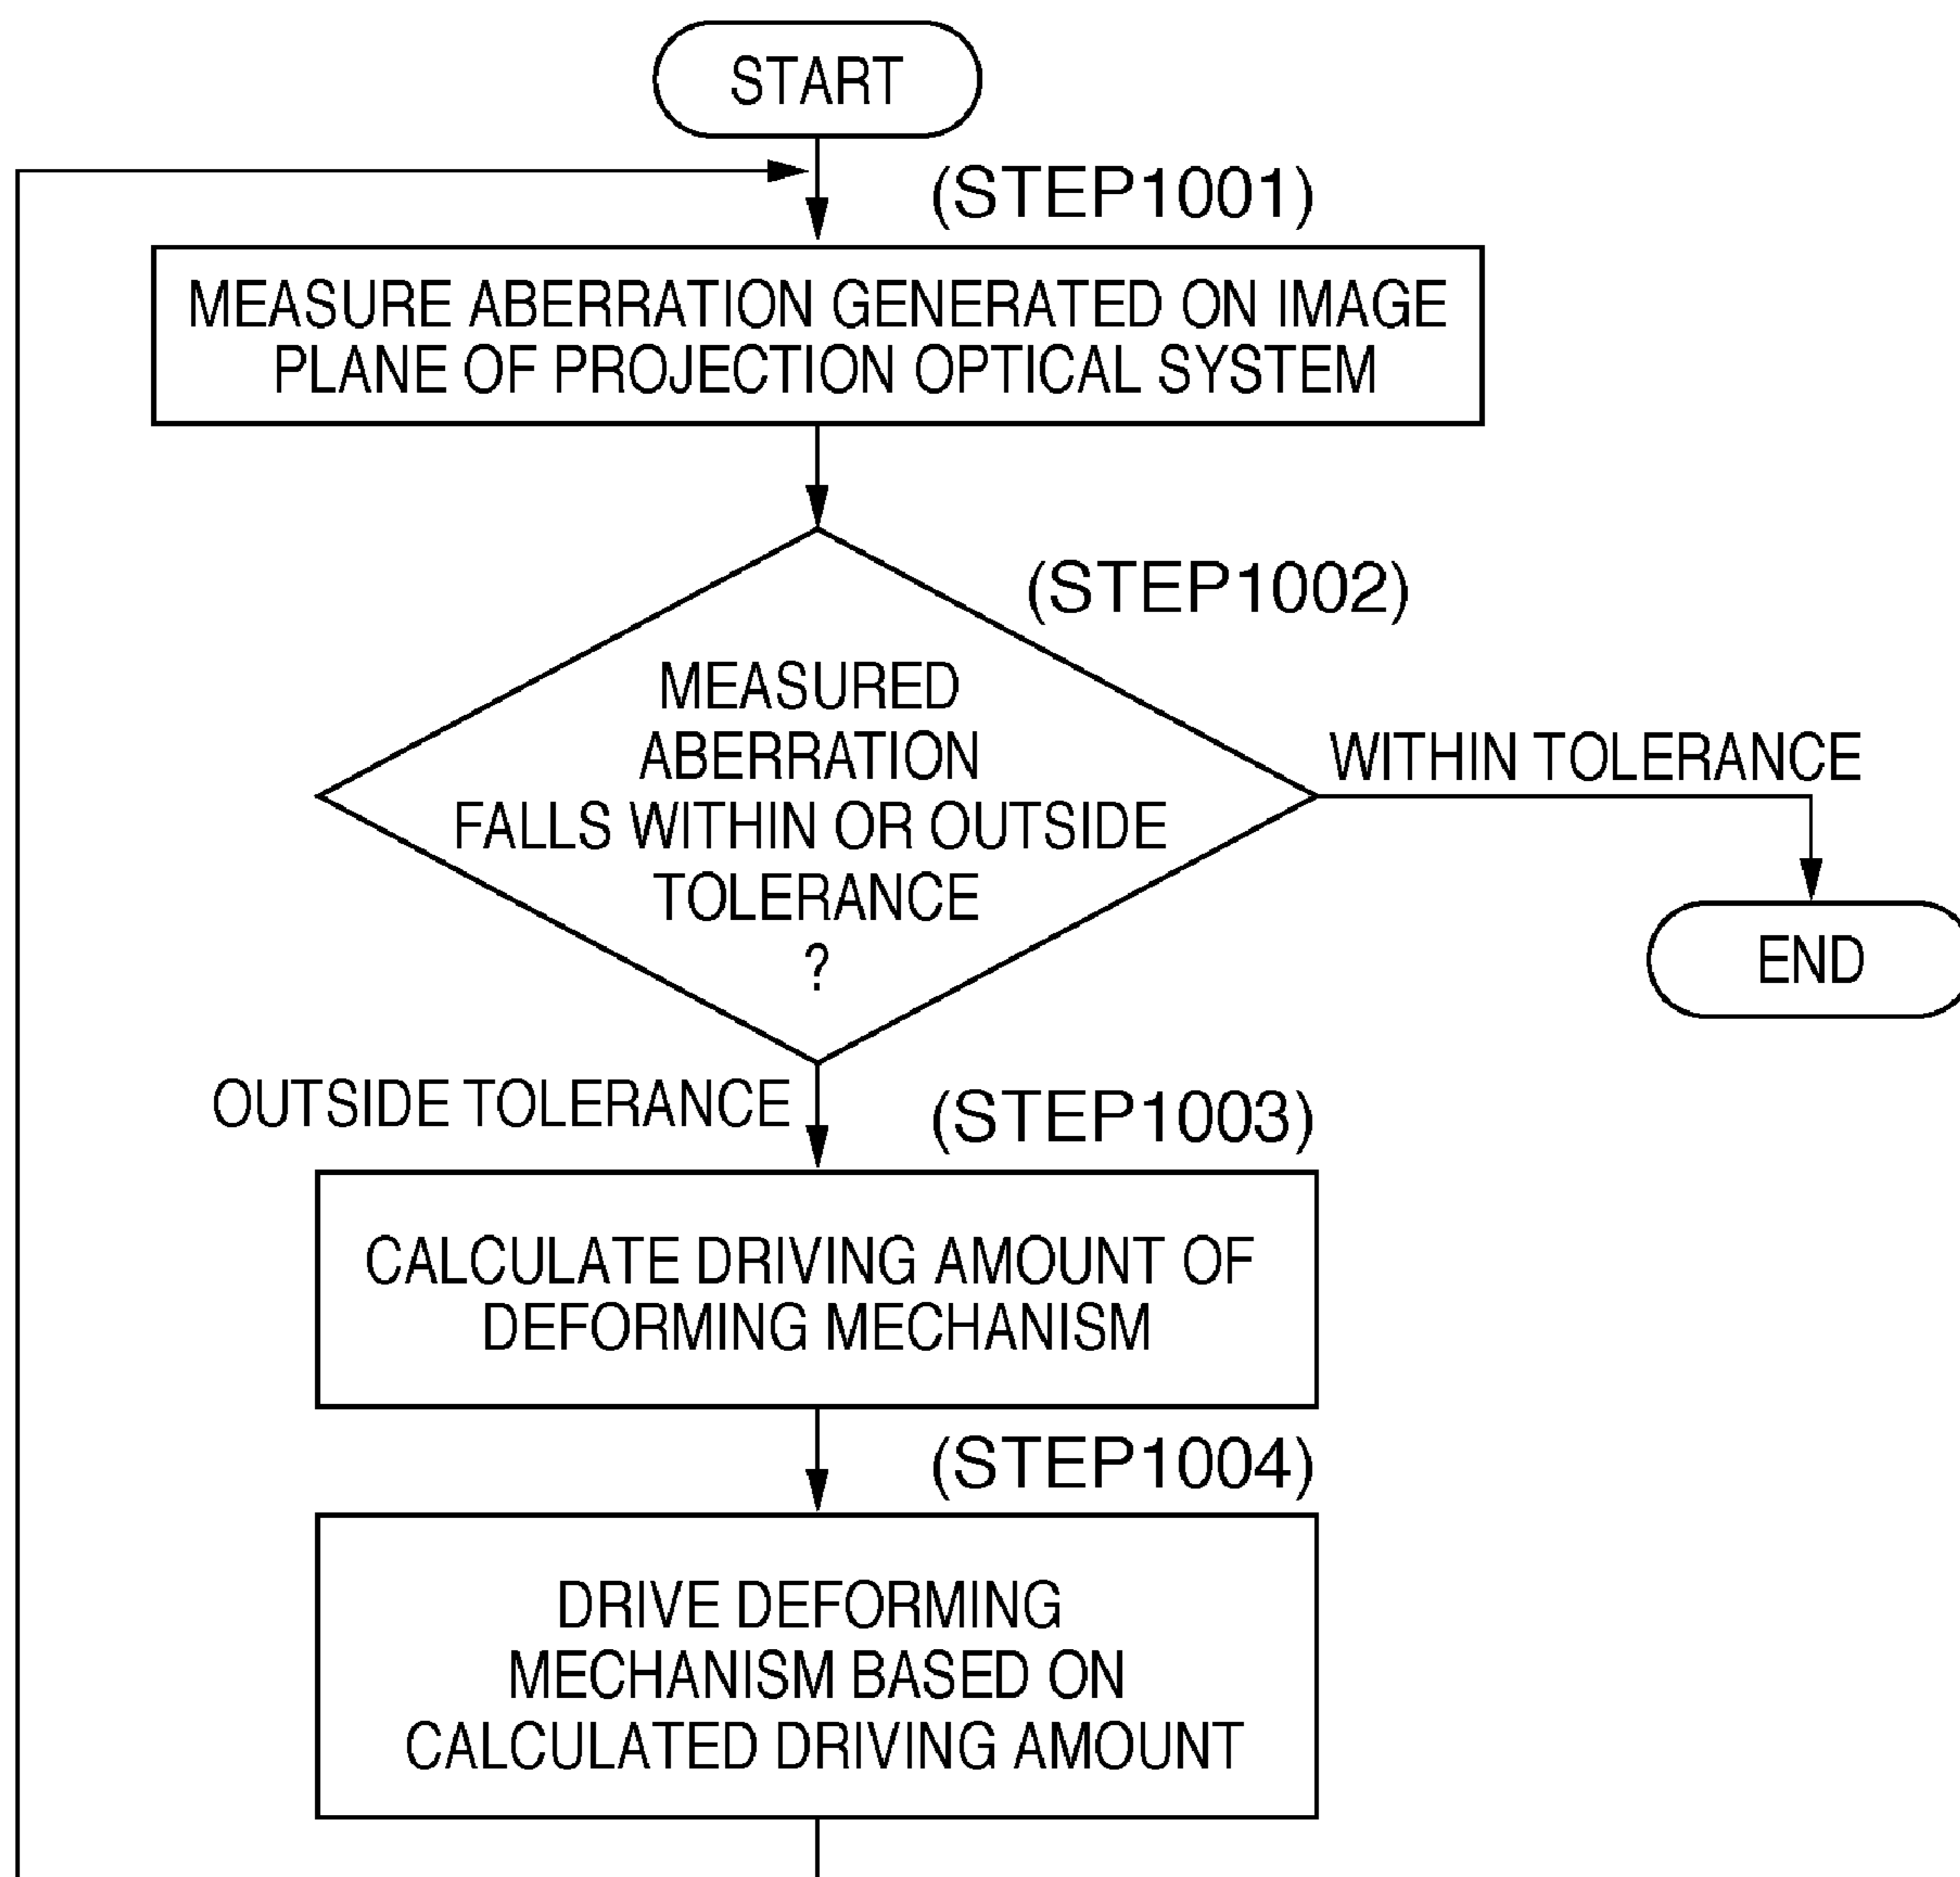 START
(STEP1001)
MEASURE ABERRATION GENERATED ON IMAGE
PLANE OF PROJECTION OPTICAL SYSTEM
(STEP1002)
MEASURED
ABERRATION
FALLS WITHIN OR OUTSIDE
TOLERANCE
?
WITHIN TOLERANCE
END
OUTSIDE TOLERANCE
(STEP1003)
CALCULATE DRIVING AMOUNT OF
DEFORMING MECHANISM
(STEP1004)
DRIVE DEFORMING
MECHANISM BASED ON
CALCULATED DRIVING AMOUNT